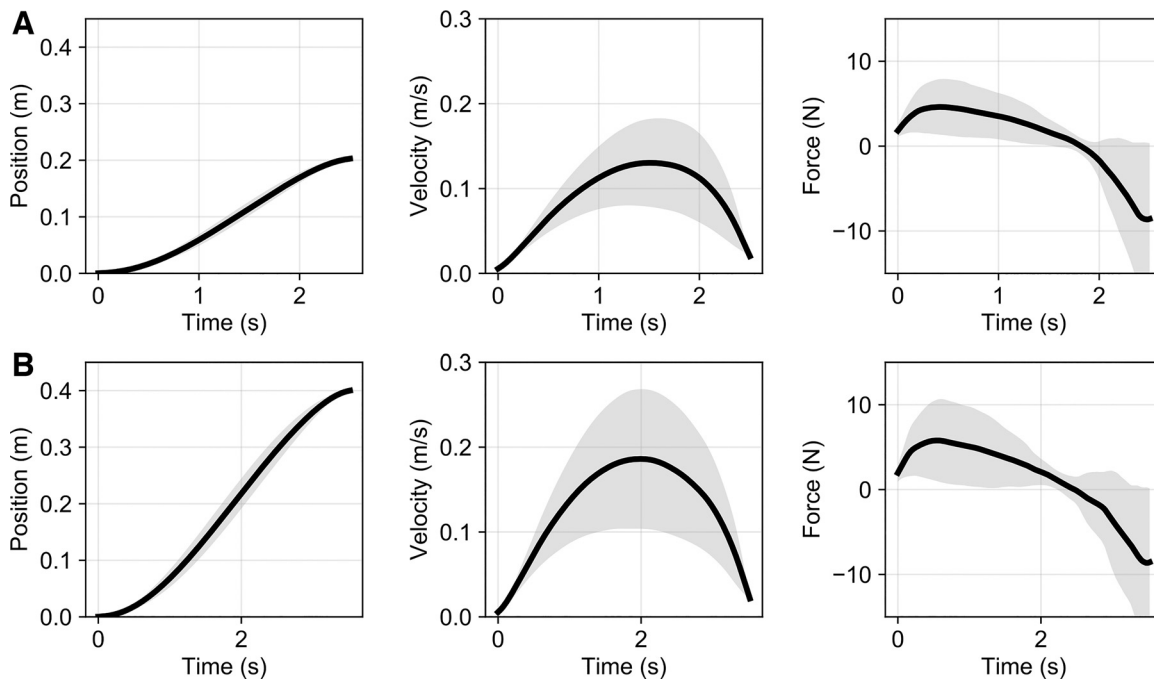 A
0.4
0.3
0.2
0.1
0.0
Position (m)
0 1 2
Time (s)
0.3
0.2
0.1
0.0
Velocity (m/s)
0 1 2
Time (s)
10
0
−10
Force (N)
0 1 2
Time (s)
B
0.4
0.3
0.2
0.1
0.0
Position (m)
0 2
Time (s)
0.3
0.2
0.1
0.0
Velocity (m/s)
0 2
Time (s)
10
0
−10
Force (N)
0 2
Time (s)